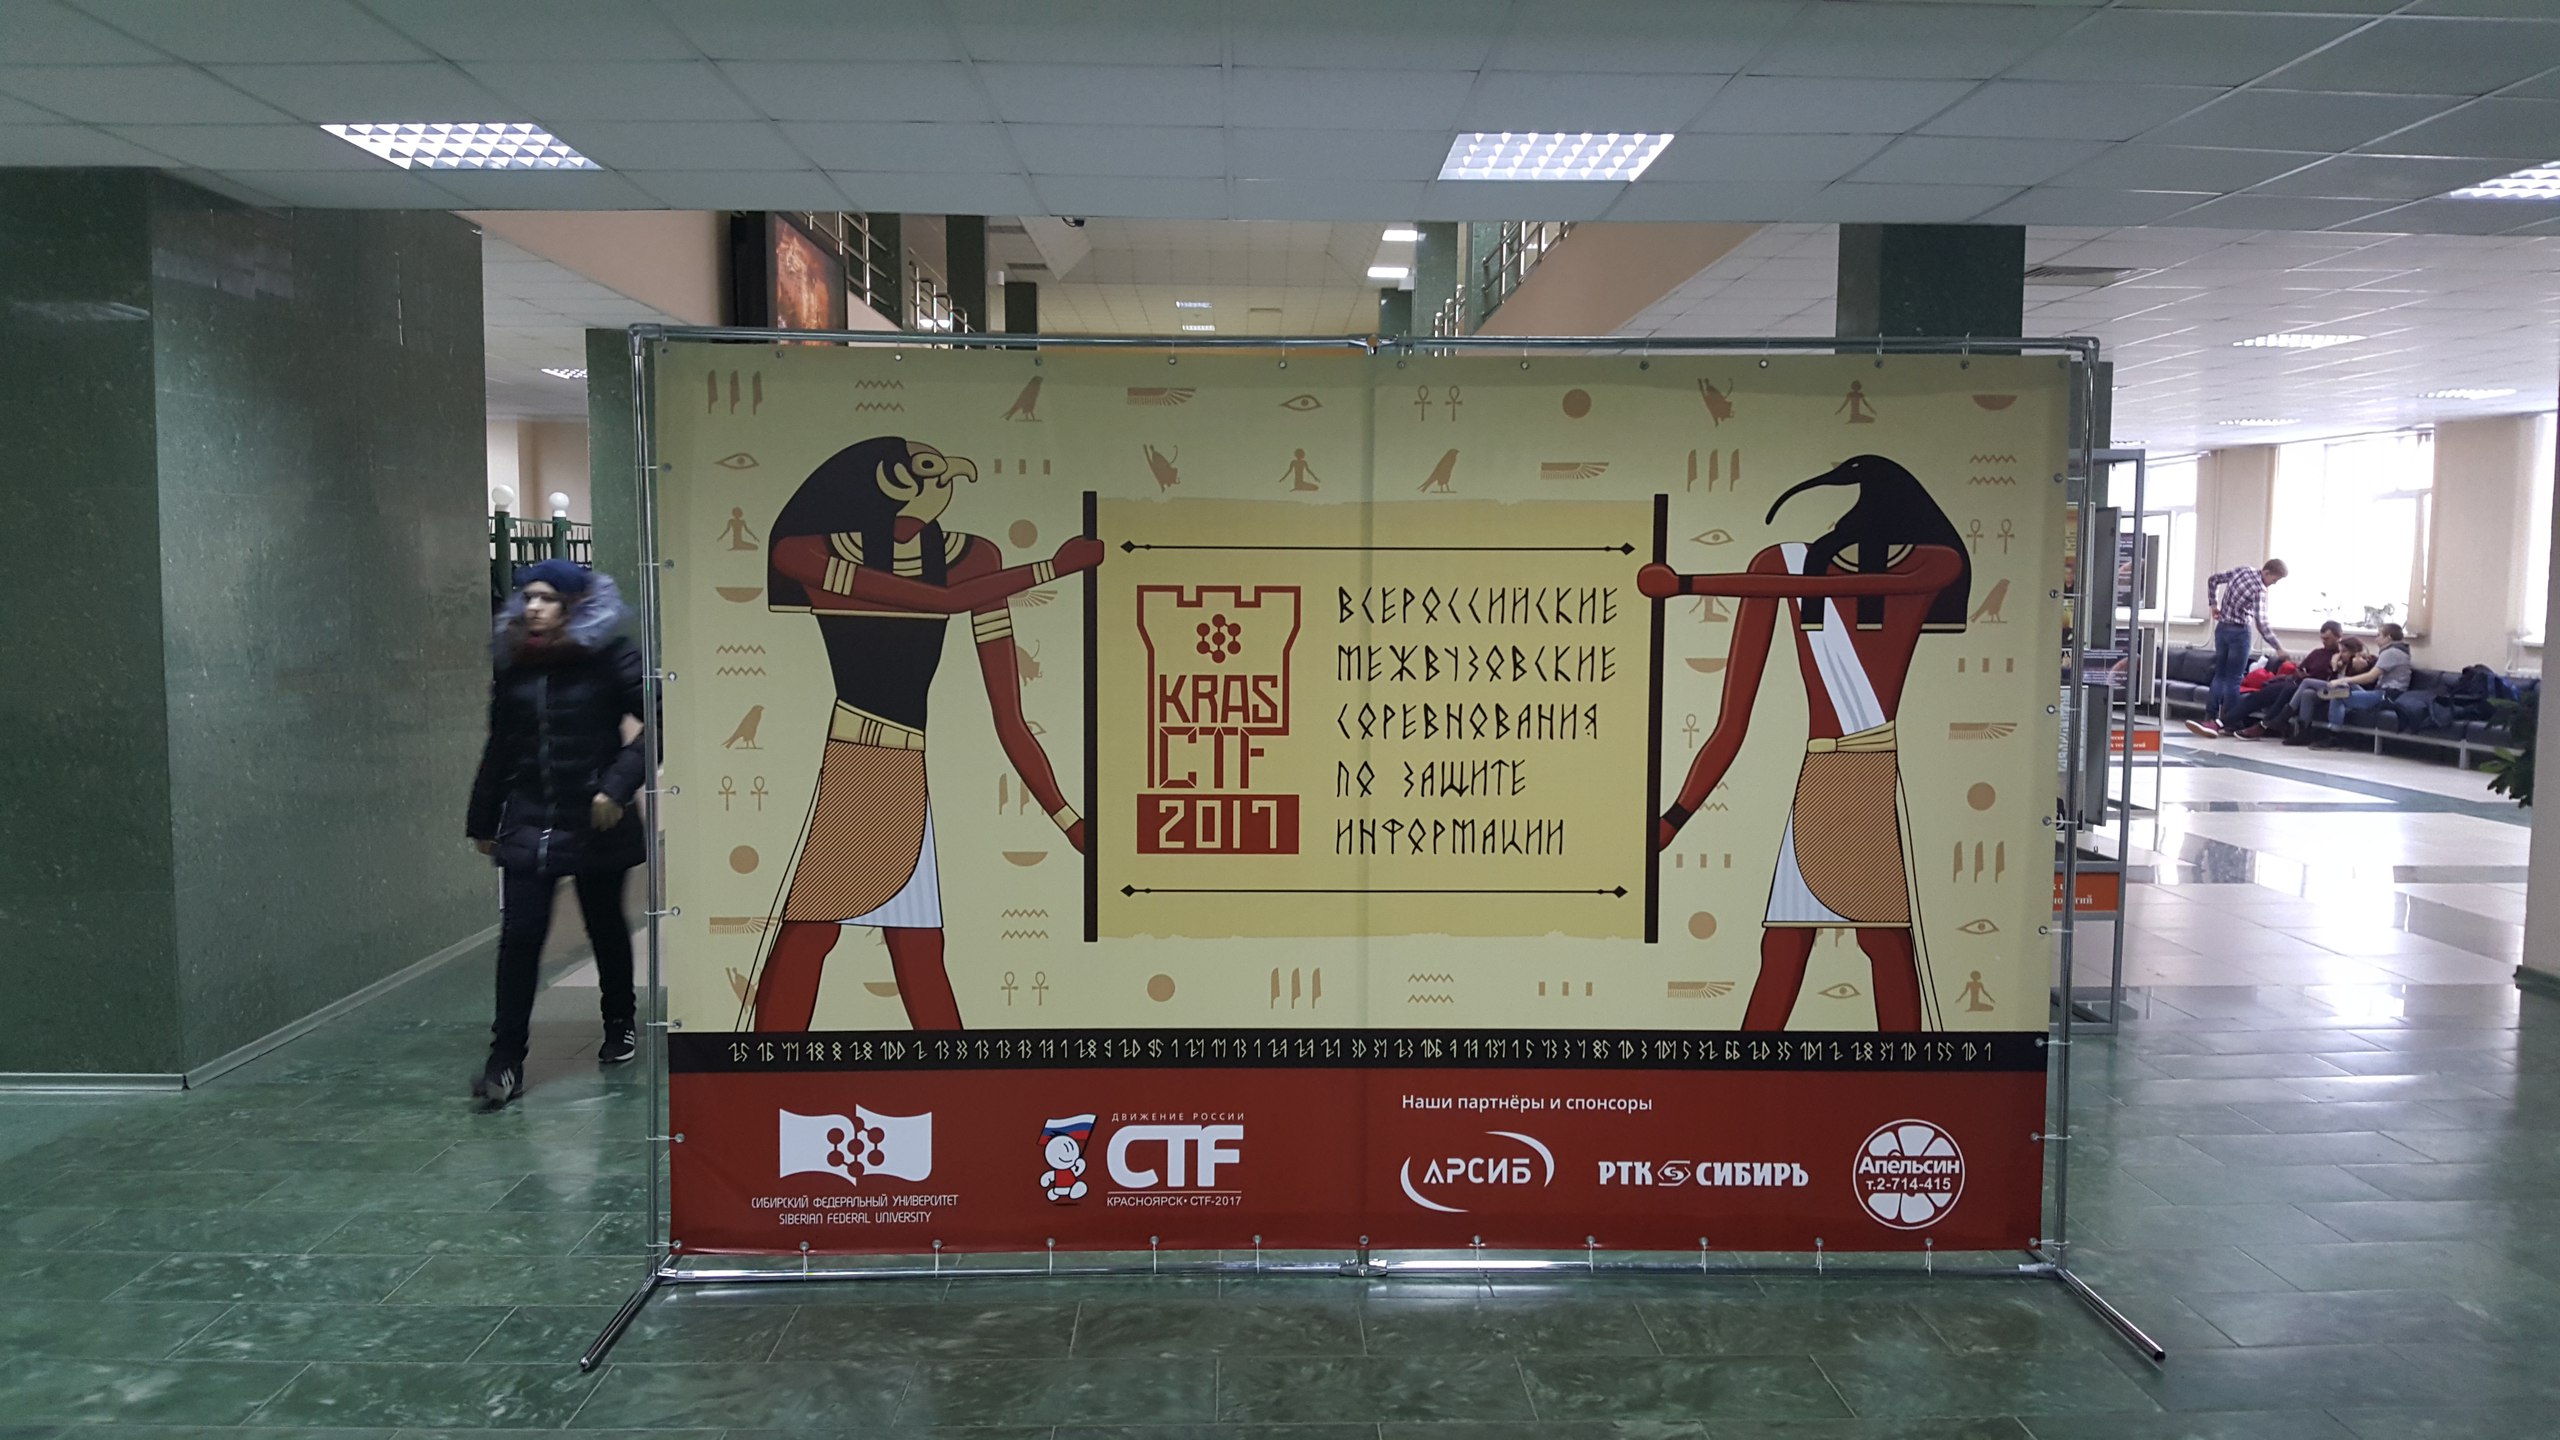 KRAS
CTF
2017
ВСЕРОССИЙСКИЕ
МЕЖВУЗОВСКИЕ
СОРЕВНОВАНИЯ
ПО ЗАЩИТЕ
ИНФОРМАЦИИ
Наши партнёры и спонсоры
СИБИРСКИЙ ФЕДЕРАЛЬНЫЙ УНИВЕРСИТЕТ
SIBERIAN FEDERAL UNIVERSITY
ДВИЖЕНИЕ РОССИИ
CTF
КРАСНОЯРСК• CTF-2017
АРСИБ
РТК СИБИРЬ
Апельсин
т.2-714-415